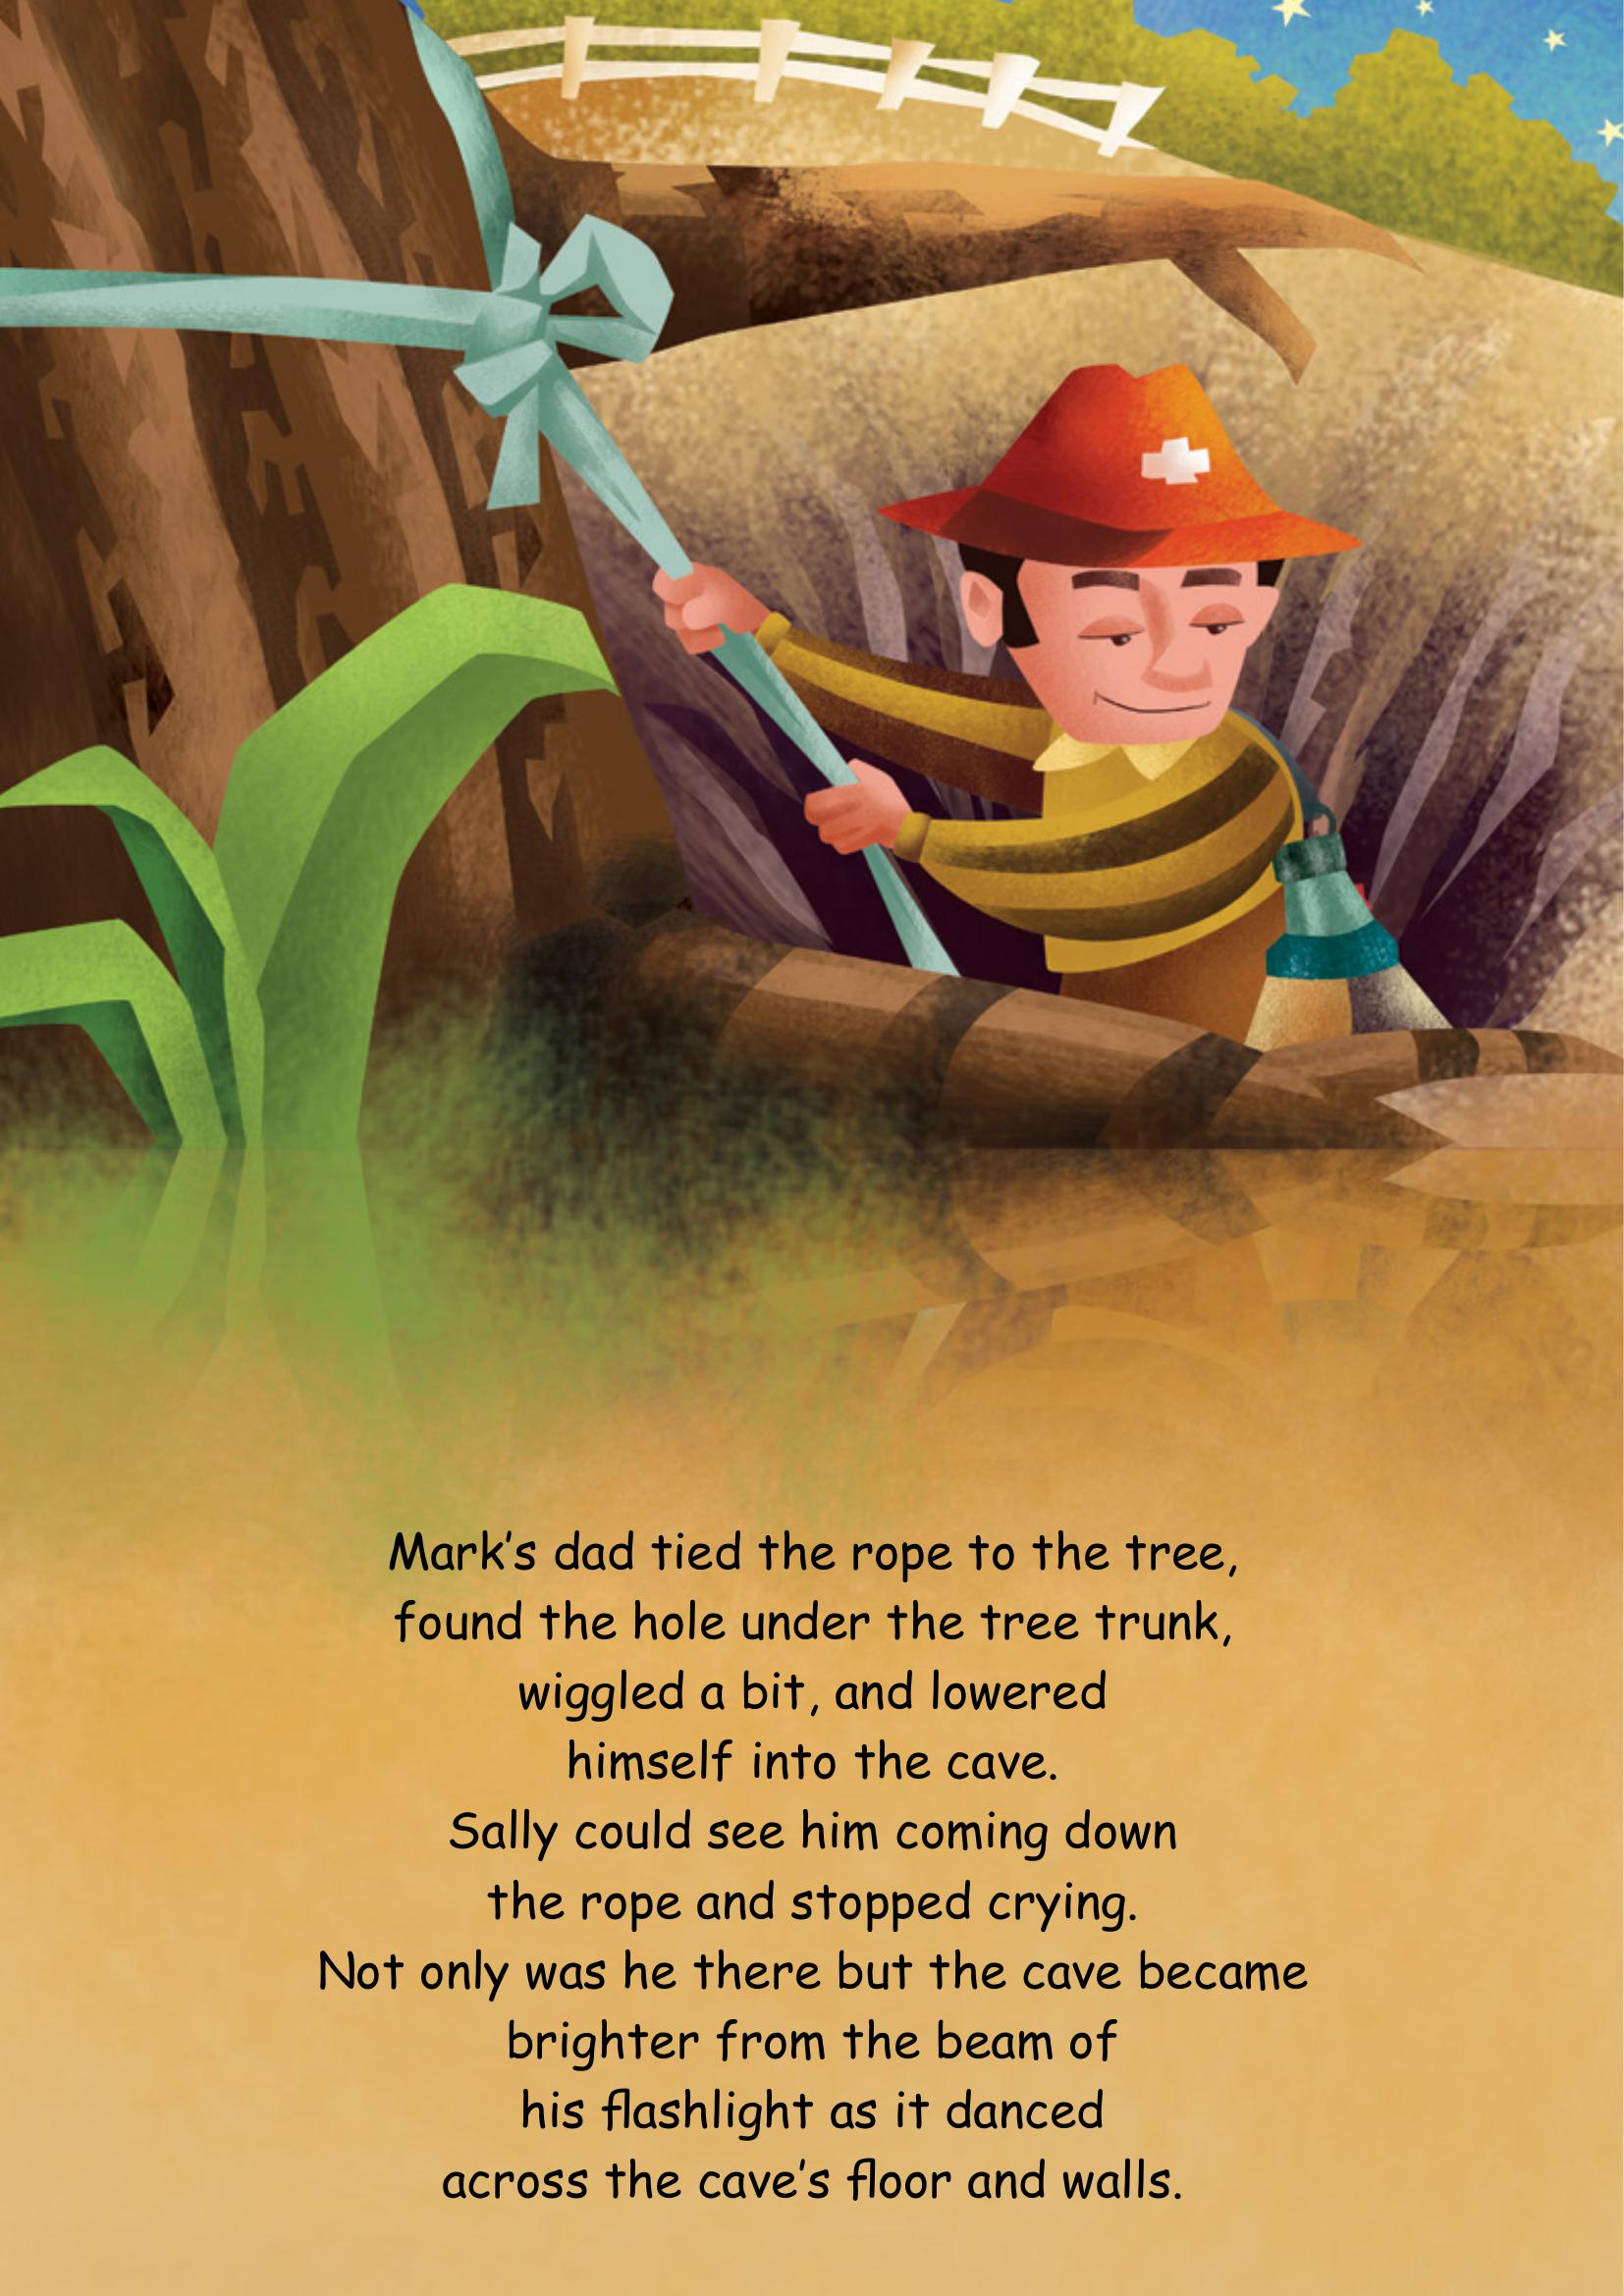 Mark’s dad tied the rope to the tree,
found the hole under the tree trunk,
wiggled a bit, and lowered
himself into the cave.
Sally could see him coming down
the rope and stopped crying.
Not only was he there but the cave became
brighter from the beam of
his flashlight as it danced
across the cave’s floor and walls.